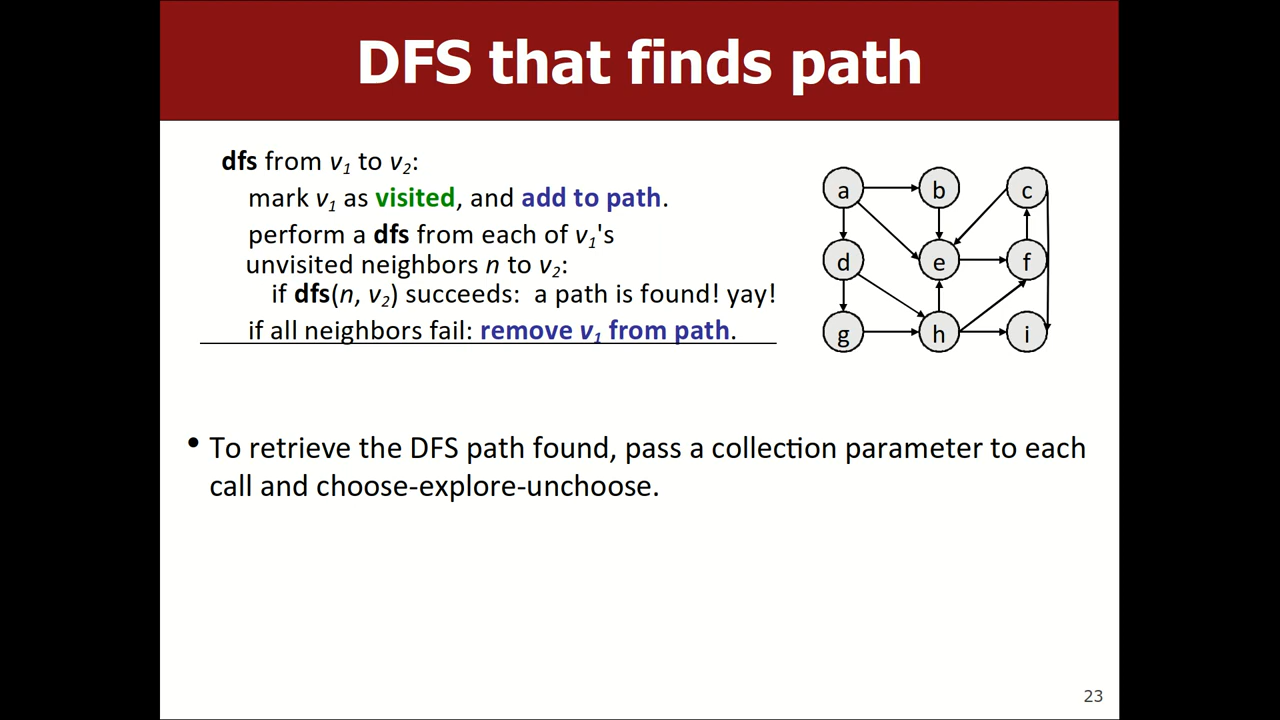 DFS that finds path
dfs from v1 to v2:
mark v1 as visited, and add to path.
perform a dfs from each of v1's
unvisited neighbors n to v2:
if dfs(n, v2) succeeds: a path is found! yay!
if all neighbors fail: remove v1 from path.
a b c
d e f
g h i
• To retrieve the DFS path found, pass a collection parameter to each
call and choose-explore-unchoose.
23